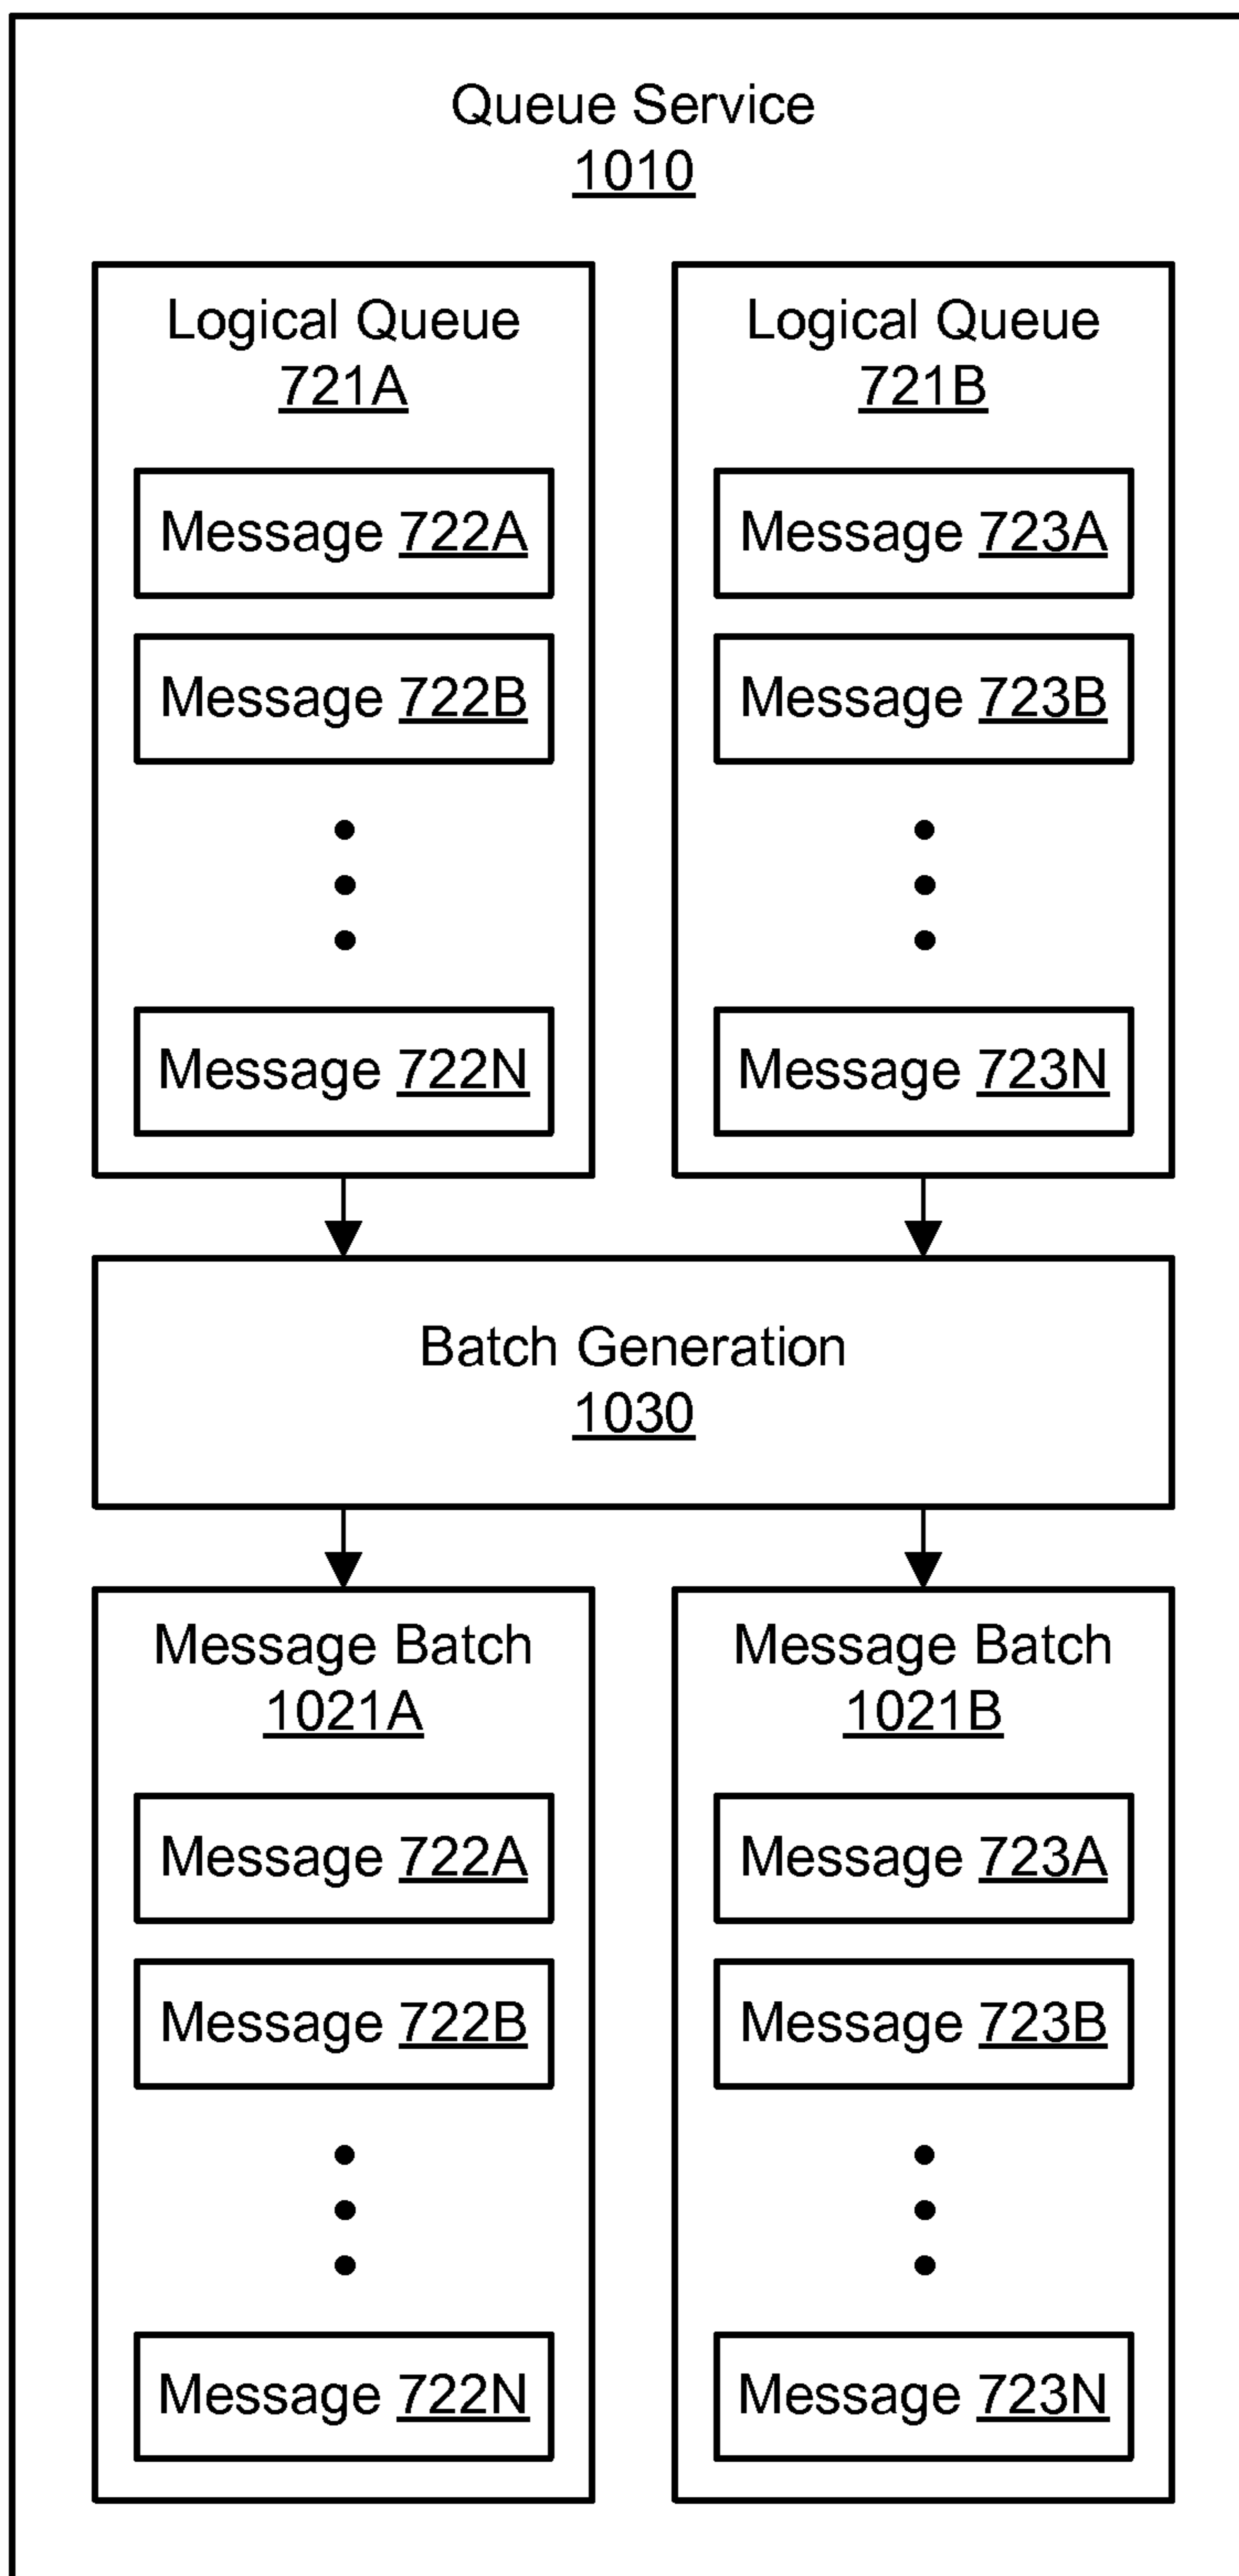 Queue Service
1010
Logical Queue
721A
Message 722A
Message 722B
Message 722N
Logical Queue
721B
Message 723A
Message 723B
Message 723N
Batch Generation
1030
Message Batch
1021A
Message 722A
Message 722B
Message 722N
Message Batch
1021B
Message 723A
Message 723B
Message 723N